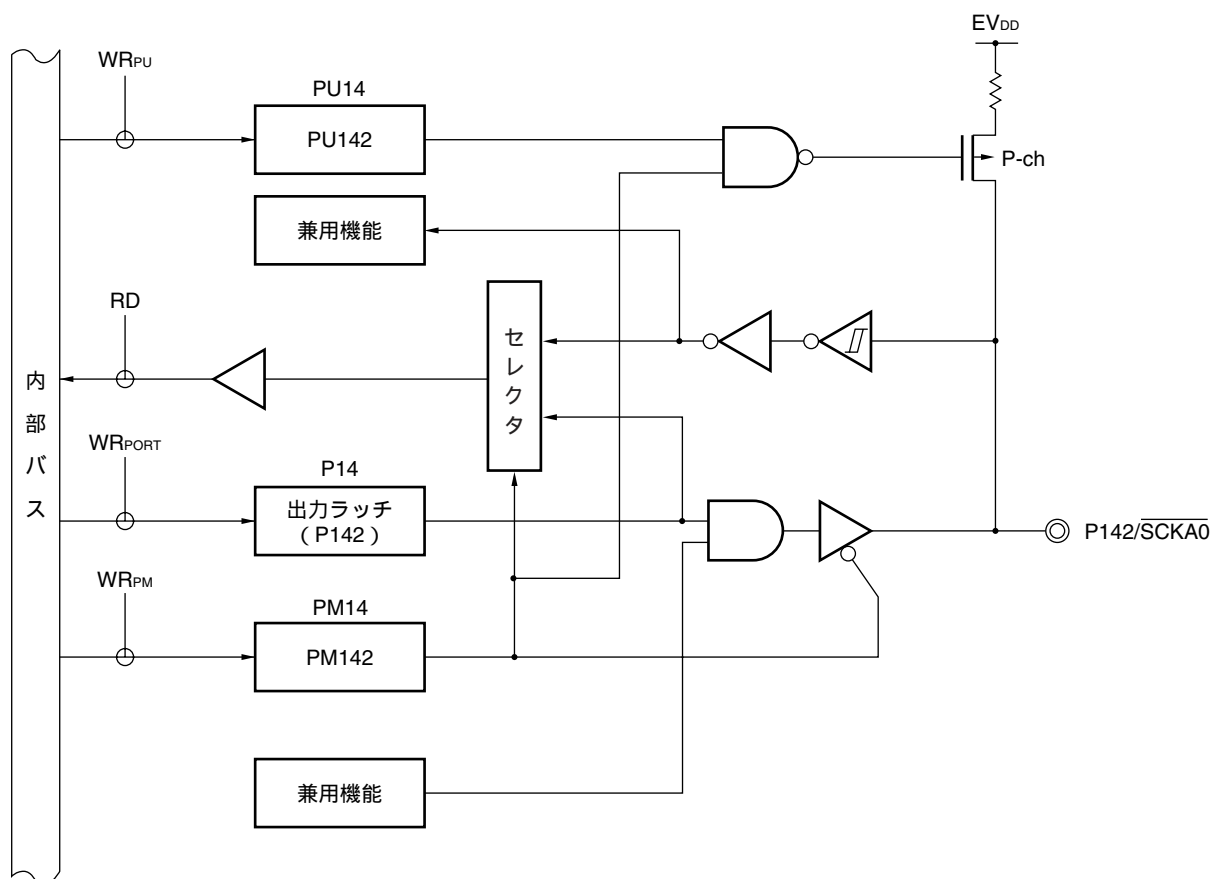 EVDD
WRPU
PU14
PU142
P-ch
兼用機能
RD
セレクタ
内部バス
WRPORT
P14
出力ラッチ
(P142)
P142/SCKA0
WRPM
PM14
PM142
兼用機能